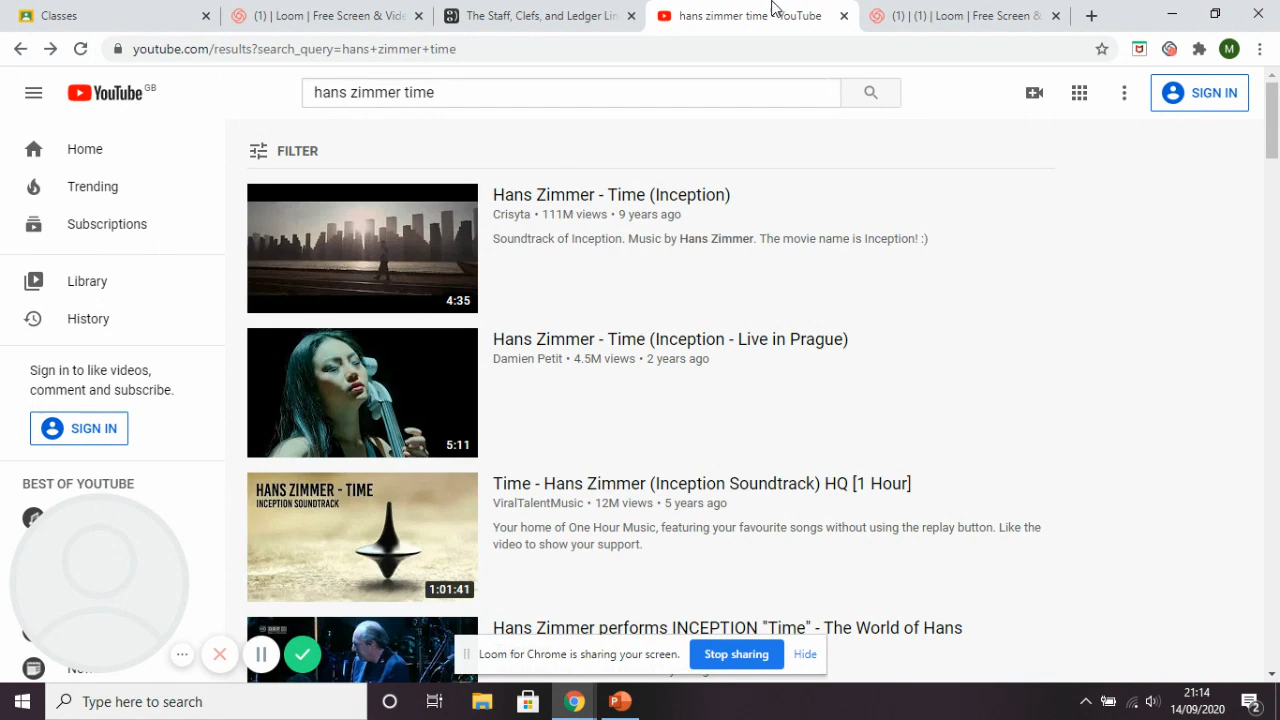 Classes
(1) Loom | Free Screen & Vide
The Staff, Clefs, and Ledger Lin
hans zimmer time - YouTube
(1) | (1) Loom | Free Screen &
youtube.com/results?search_query=hans+zimmer+time
M
YouTube GB
hans zimmer time
SIGN IN
Home
Trending
Subscriptions
Library
History
Sign in to like videos,
comment and subscribe.
SIGN IN
BEST OF YOUTUBE
FILTER
4:35
Hans Zimmer - Time (Inception)
Crisyta • 111M views • 9 years ago
Soundtrack of Inception. Music by Hans Zimmer. The movie name is Inception! :)
5:11
Hans Zimmer - Time (Inception - Live in Prague)
Damien Petit • 4.5M views • 2 years ago
HANS ZIMMER - TIME
INCEPTION SOUNDTRACK
1:01:41
Time - Hans Zimmer (Inception Soundtrack) HQ [1 Hour]
ViralTalentMusic • 12M views • 5 years ago
Your home of One Hour Music, featuring your favourite songs without using the replay button. Like the
video to show your support.
Hans Zimmer performs INCEPTION "Time" - The World of Hans
Loom for Chrome is sharing your screen.
Stop sharing
Hide
Type here to search
21:14
14/09/2020
2